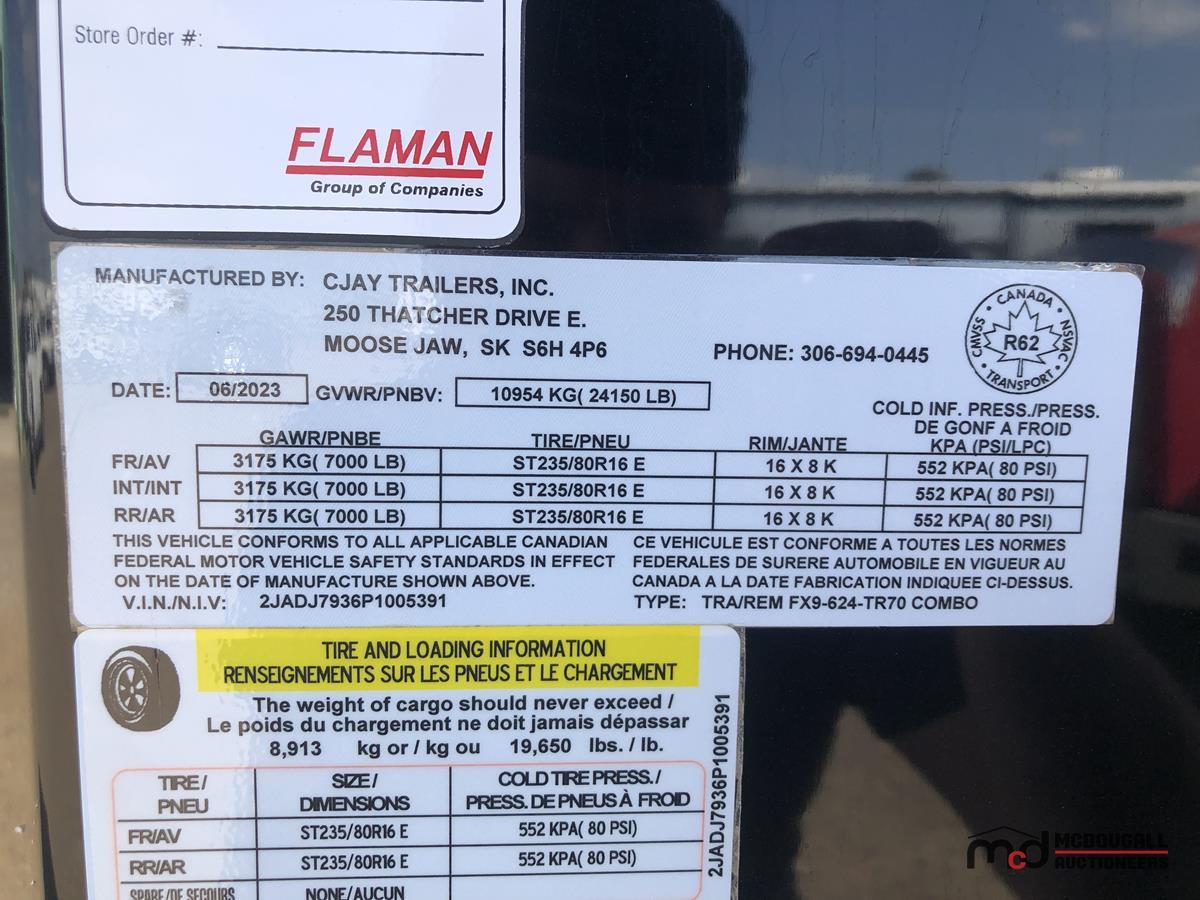 Store Order #:
FLAMAN
Group of Companies
MANUFACTURED BY: CJAY TRAILERS, INC.
250 THATCHER DRIVE E.
MOOSE JAW, SK S6H 4P6
PHONE: 306-694-0445
CANADA
CMVSS R62 NSVAC
TRANSPORT
DATE: 06/2023 GVWR/PNBV: 10954 KG( 24150 LB)
COLD INF. PRESS./PRESS.
DE GONF A FROID
GAWR/PNBE TIRE/PNEU RIM/JANTE KPA (PSI/LPC)
FR/AV 3175 KG( 7000 LB) ST235/80R16 E 16 X 8 K 552 KPA( 80 PSI)
INT/INT 3175 KG( 7000 LB) ST235/80R16 E 16 X 8 K 552 KPA( 80 PSI)
RR/AR 3175 KG( 7000 LB) ST235/80R16 E 16 X 8 K 552 KPA( 80 PSI)
THIS VEHICLE CONFORMS TO ALL APPLICABLE CANADIAN
FEDERAL MOTOR VEHICLE SAFETY STANDARDS IN EFFECT
ON THE DATE OF MANUFACTURE SHOWN ABOVE.
CE VEHICULE EST CONFORME A TOUTES LES NORMES
FEDERALES DE SURERE AUTOMOBILE EN VIGUEUR AU
CANADA A LA DATE FABRICATION INDIQUEE CI-DESSUS.
V.I.N./N.I.V: 2JADJ7936P1005391 TYPE: TRA/REM FX9-624-TR70 COMBO
TIRE AND LOADING INFORMATION
RENSEIGNEMENTS SUR LES PNEUS ET LE CHARGEMENT
The weight of cargo should never exceed /
Le poids du chargement ne doit jamais dépassar
8,913 kg or / kg ou 19,650 lbs. / lb.
TIRE / SIZE / COLD TIRE PRESS. /
PNEU DIMENSIONS PRESS. DE PNEUS À FROID
FR/AV ST235/80R16 E 552 KPA( 80 PSI)
RR/AR ST235/80R16 E 552 KPA( 80 PSI)
SPARE/DE SECOURS NONE/AUCUN
2JADJ7936P1005391
mcd MCDOUGALL
AUCTIONEERS